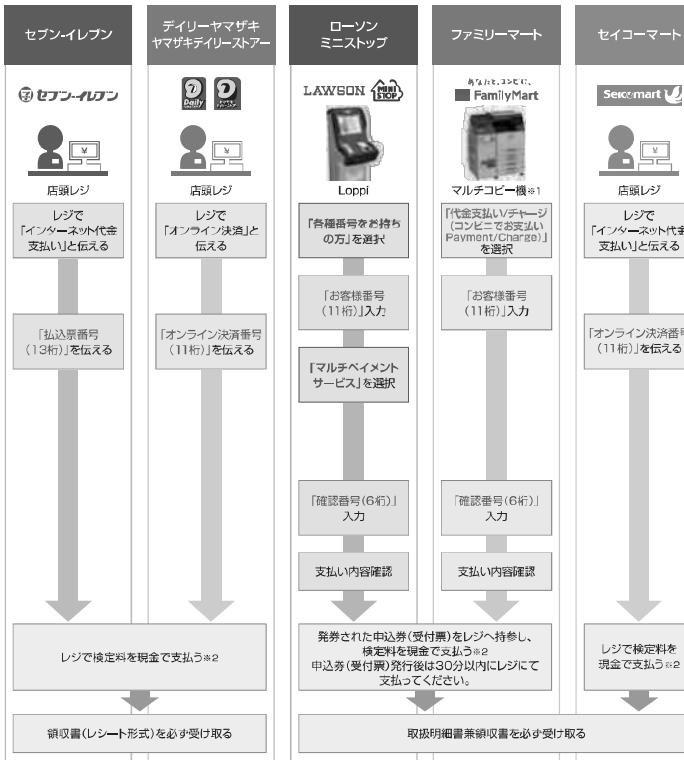 セブン-イレブン
セブン-イレブン
店頭レジ
レジで
「インターネット代金
支払い」と伝える
「払込票番号
(13桁)」を伝える
デイリーヤマザキ
ヤマザキデイリーストアー
Daily
店頭レジ
レジで
「オンライン決済」と
伝える
「オンライン決済番号
(11桁)」を伝える
レジで検定料を現金で支払う※2
領収書(レシート形式)を必ず受け取る
ローソン
ミニストップ
LAWSON
MINI
STOP
Loppi
「各種番号をお持ち
の方」を選択
「お客様番号
(11桁)」入力
「マルチペイメント
サービス」を選択
「確認番号(6桁)」
入力
支払い内容確認
ファミリーマート
あなたと、コンビに、
FamilyMart
マルチコピー機※1
「代金支払い/チャージ
(コンビニでお支払い
Payment/Charge)」
を選択
「お客様番号
(11桁)」入力
「確認番号(6桁)」
入力
支払い内容確認
発券された申込券(受付票)をレジへ持参し、
検定料を現金で支払う※2
申込券(受付票)発行後は30分以内にレジにて
支払ってください。
セイコーマート
Seicomart
店頭レジ
レジで
「インターネット代金
支払い」と伝える
「オンライン決済番号
(11桁)」を伝える
レジで検定料を
現金で支払う※2
取扱明細書兼領収書を必ず受け取る